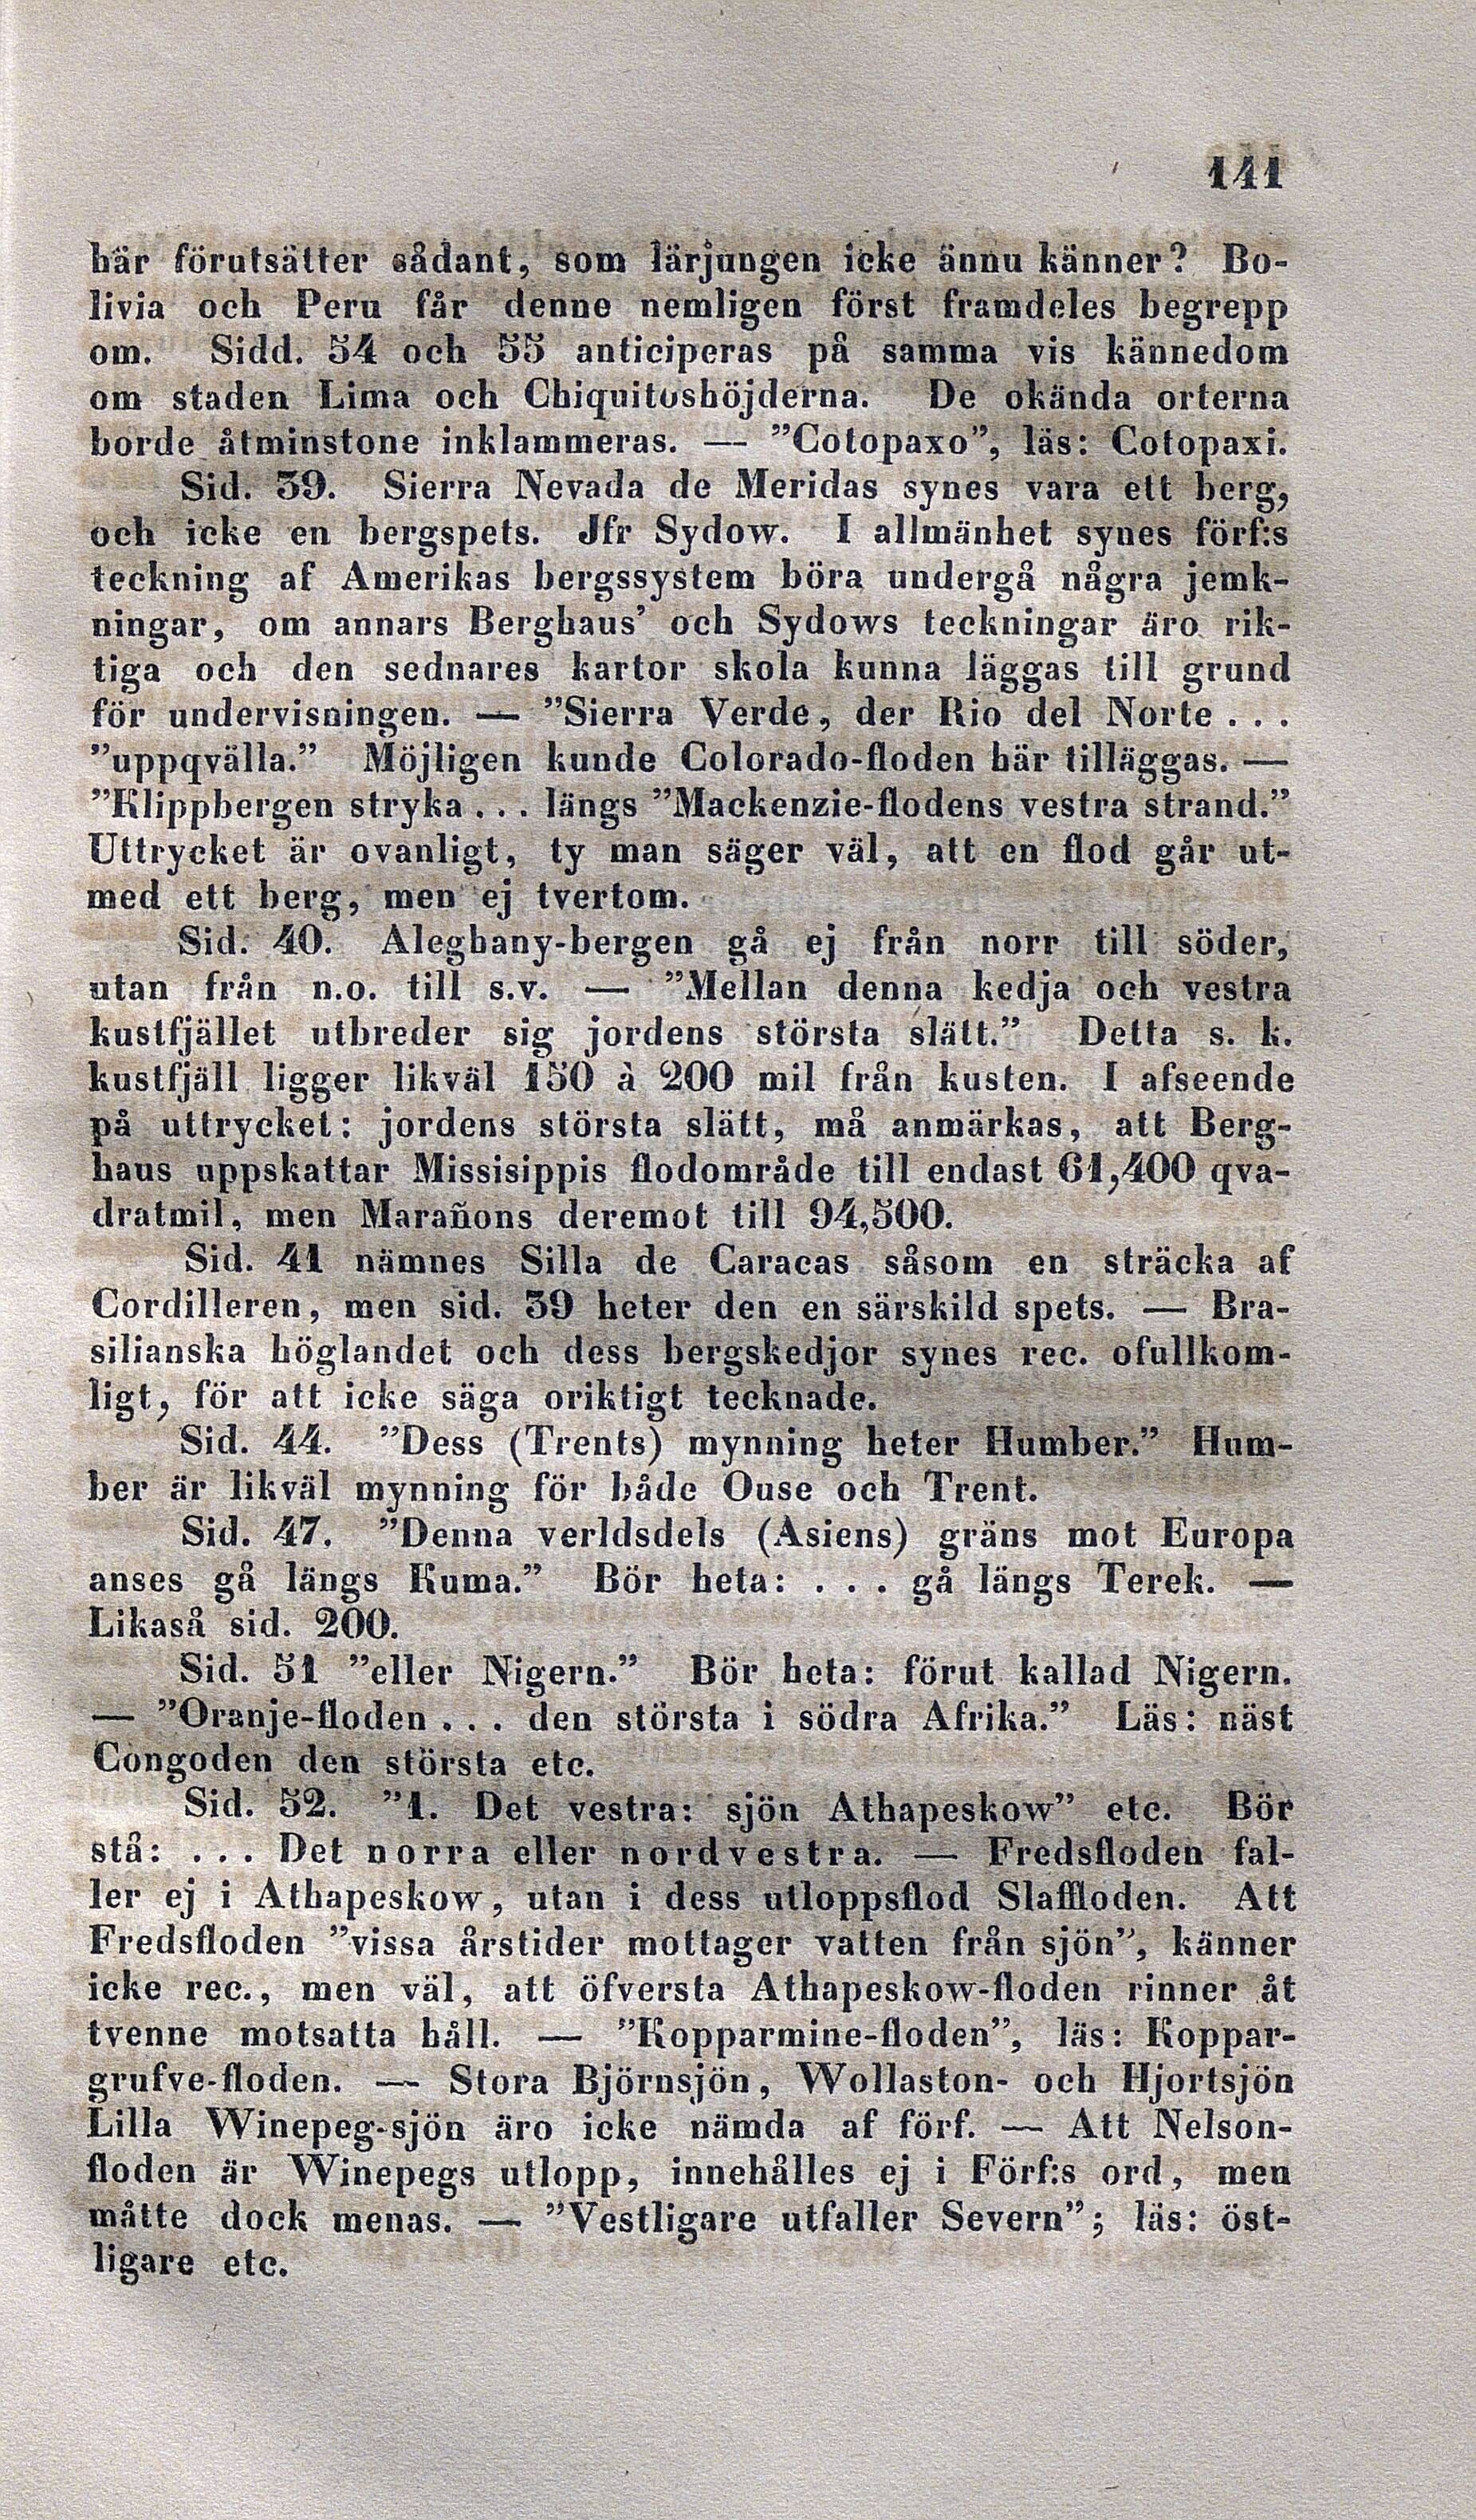 141
här förutsätter sådant, som lärjungen icke ännu känner? Bo-
livia och Peru får denne nemligen först framdeles begrepp
om. Sidd. 54 och 55 anticiperas på samma vis kännedom
om staden Lima och Chiquitoshöjderna. De okända orterna
borde åtminstone inklammeras. — ”Cotopaxo”, läs: Cotopaxi.
Sid. 39. Sierra Nevada de Meridas synes vara ett berg,
och icke en bergspets. Jfr Sydow. I allmänhet synes förf:s
teckning af Amerikas bergssystem böra undergå några jemk-
ningar, om annars Berghaus’ och Sydows teckningar äro rik-
tiga och den sednares kartor skola kunna läggas till grund
för undervisningen. — ”Sierra Verde, der Rio del Norte . . .
”uppqvälla.” Möjligen kunde Colorado-floden här tilläggas. —
”Klippbergen stryka . . . längs ”Mackenzie-flodens vestra strand.”
Uttrycket är ovanligt, ty man säger väl, att en flod går ut-
med ett berg, men ej tvertom.
Sid. 40. Aleghany-bergen gå ej från norr till söder,
utan från n.o. till s.v. — ”Mellan denna kedja och vestra
kustfjället utbreder sig jordens största slätt.” Detta s. k.
kustfjäll ligger likväl 150 à 200 mil från kusten. I afseende
på uttrycket: jordens största slätt, må anmärkas, att Berg-
haus uppskattar Missisippis flodområde till endast 61,400 qva-
dratmil, men Marañons deremot till 94,500.
Sid. 41 nämnes Silla de Caracas såsom en sträcka af
Cordilleren, men sid. 39 heter den en särskild spets. — Bra-
silianska höglandet och dess bergskedjor synes rec. ofullkom-
ligt, för att icke säga oriktigt tecknade.
Sid. 44. ”Dess (Trents) mynning heter Humber.” Hum-
ber är likväl mynning för både Ouse och Trent.
Sid. 47. ”Denna verldsdels (Asiens) gräns mot Europa
anses gå längs Kuma.” Bör heta: . . . gå längs Terek. —
Likaså sid. 200.
Sid. 51 ”eller Nigern.” Bör heta: förut kallad Nigern.
— ”Oranje-floden . . . den största i södra Afrika.” Läs: näst
Congoden den största etc.
Sid. 52. ”1. Det vestra: sjön Athapeskow” etc. Bör
stå: . . . Det norra eller nordvestra. — Fredsfloden fal-
ler ej i Athapeskow, utan i dess utloppsflod Slaffloden. Att
Fredsfloden ”vissa årstider mottager vatten från sjön”, känner
icke rec., men väl, att öfversta Athapeskow-floden rinner åt
tvenne motsatta håll. — ”Kopparmine-floden”, läs: Koppar-
grufve-floden. — Stora Björnsjön, Wollaston- och Hjortsjön
Lilla Winepeg-sjön äro icke nämda af förf. — Att Nelson-
floden är Winepegs utlopp, innehålles ej i Förf:s ord, men
måtte dock menas. — ”Vestligare utfaller Severn”; läs: öst-
ligare etc.